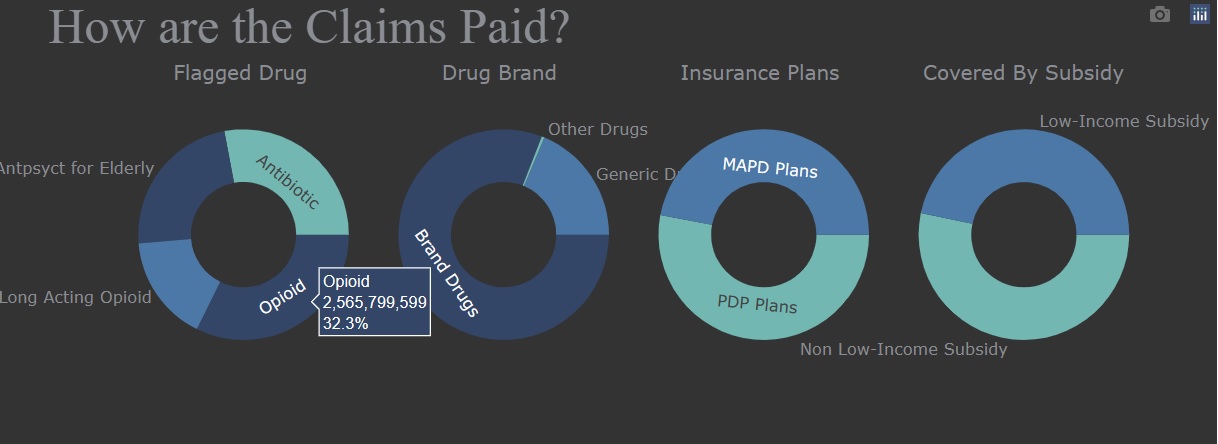 How are the Claims Paid?
Flagged Drug
Drug Brand
Insurance Plans
Covered By Subsidy
Antibiotic
Antpsyct for Elderly
Long Acting Opioid
Opioid
Opioid
2,565,799,599
32.3%
Other Drugs
Generic
Brand Drugs
MAPD Plans
PDP Plans
Low-Income Subsidy
Non Low-Income Subsidy